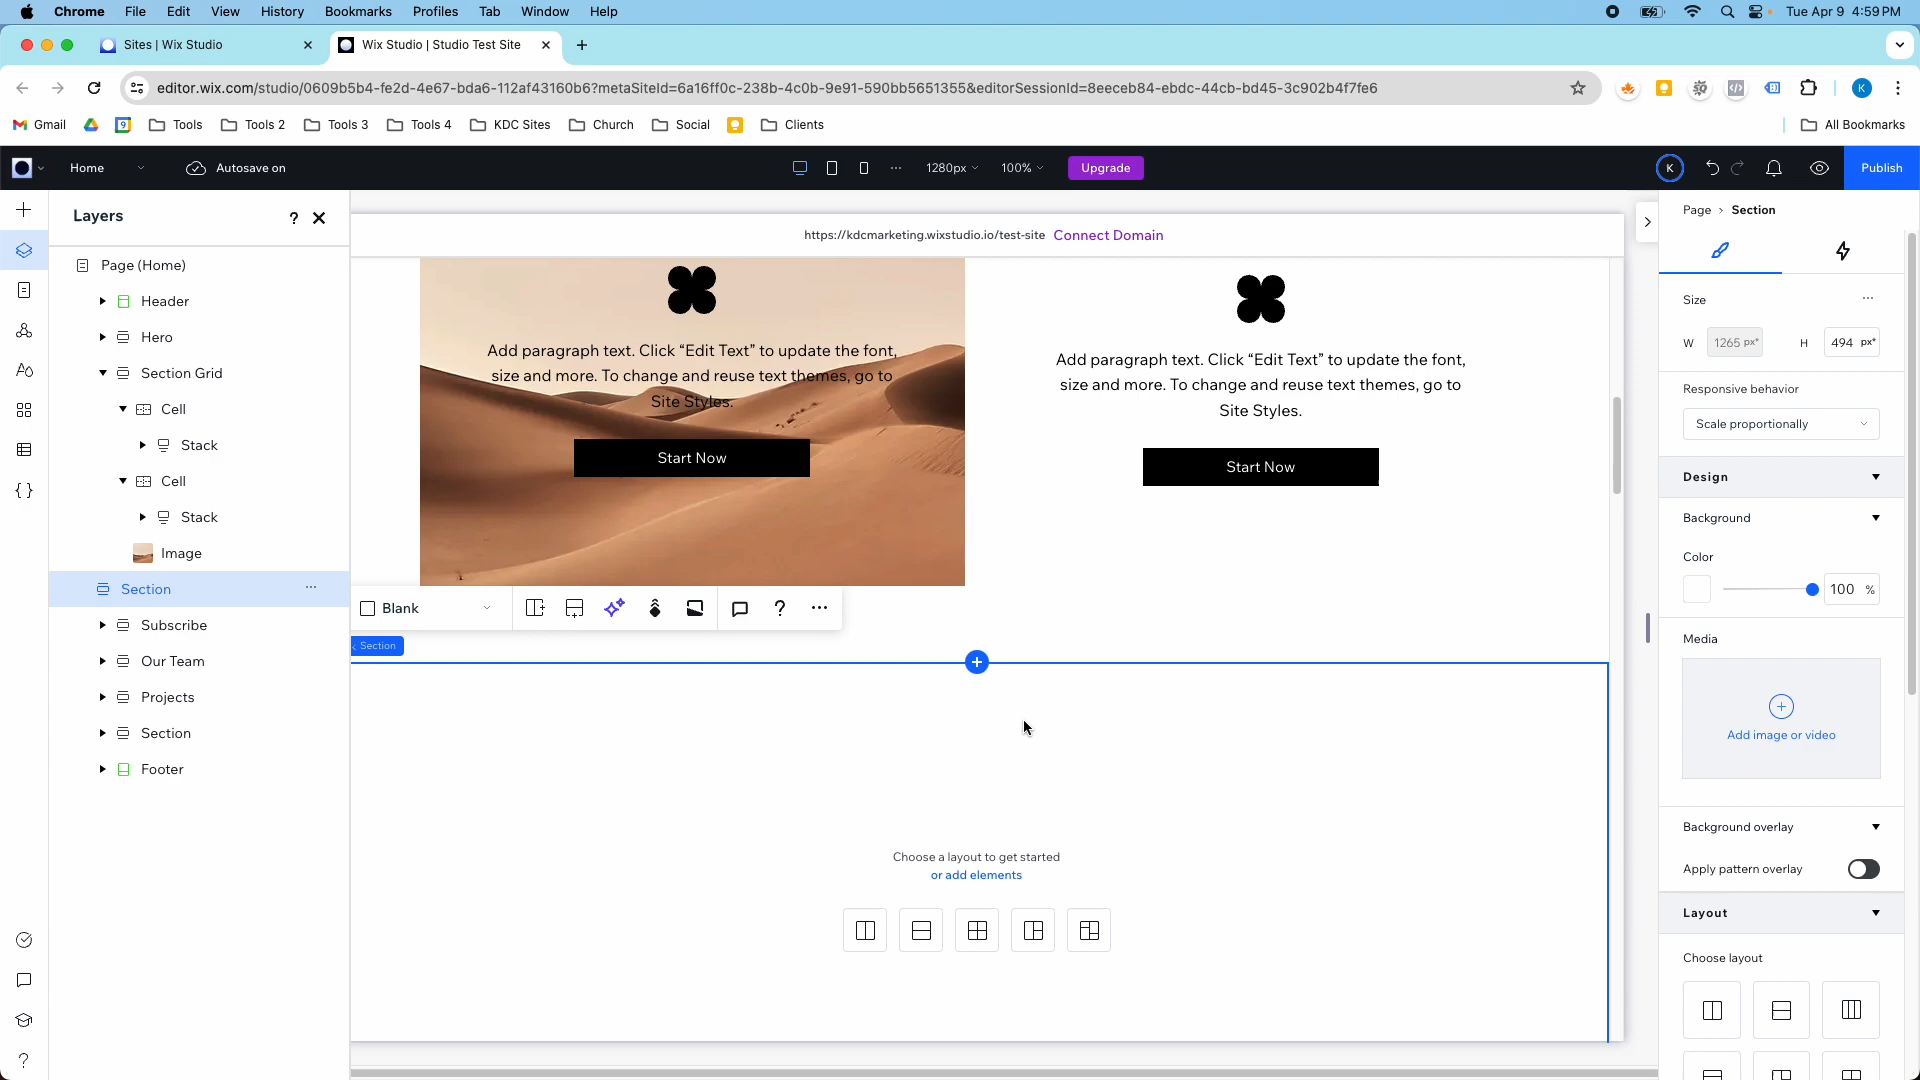 Chrome File Edit View History Bookmarks Profiles Tab Window Help Tue Apr 9 4:59 PM
Sites | Wix Studio Wix Studio | Studio Test Site
editor.wix.com/studio/0609b5b4-fe2d-4e67-bda6-112af43160b6?metaSiteId=6a16ff0c-238b-4c0b-9e91-590bb5651355&editorSessionId=8eeceb84-ebdc-44cb-bd45-3c902b4f7fe6 K
Gmail 9 Tools Tools 2 Tools 3 Tools 4 KDC Sites Church Social Clients All Bookmarks
Home Autosave on 1280px 100% Upgrade K Publish
Layers ?
Page (Home)
Header
Hero
Section Grid
Cell
Stack
Cell
Stack
Image
Section
Subscribe
Our Team
Projects
Section
Footer
?
https://kdcmarketing.wixstudio.io/test-site Connect Domain
Add paragraph text. Click “Edit Text” to update the font,
size and more. To change and reuse text themes, go to
Site Styles.
Start Now
Add paragraph text. Click “Edit Text” to update the font,
size and more. To change and reuse text themes, go to
Site Styles.
Start Now
Blank ?
Section
Choose a layout to get started
or add elements
Page Section
Size
W 1265 px* H 494 px*
Responsive behavior
Scale proportionally
Design
Background
Color
100 %
Media
Add image or video
Background overlay
Apply pattern overlay
Layout
Choose layout